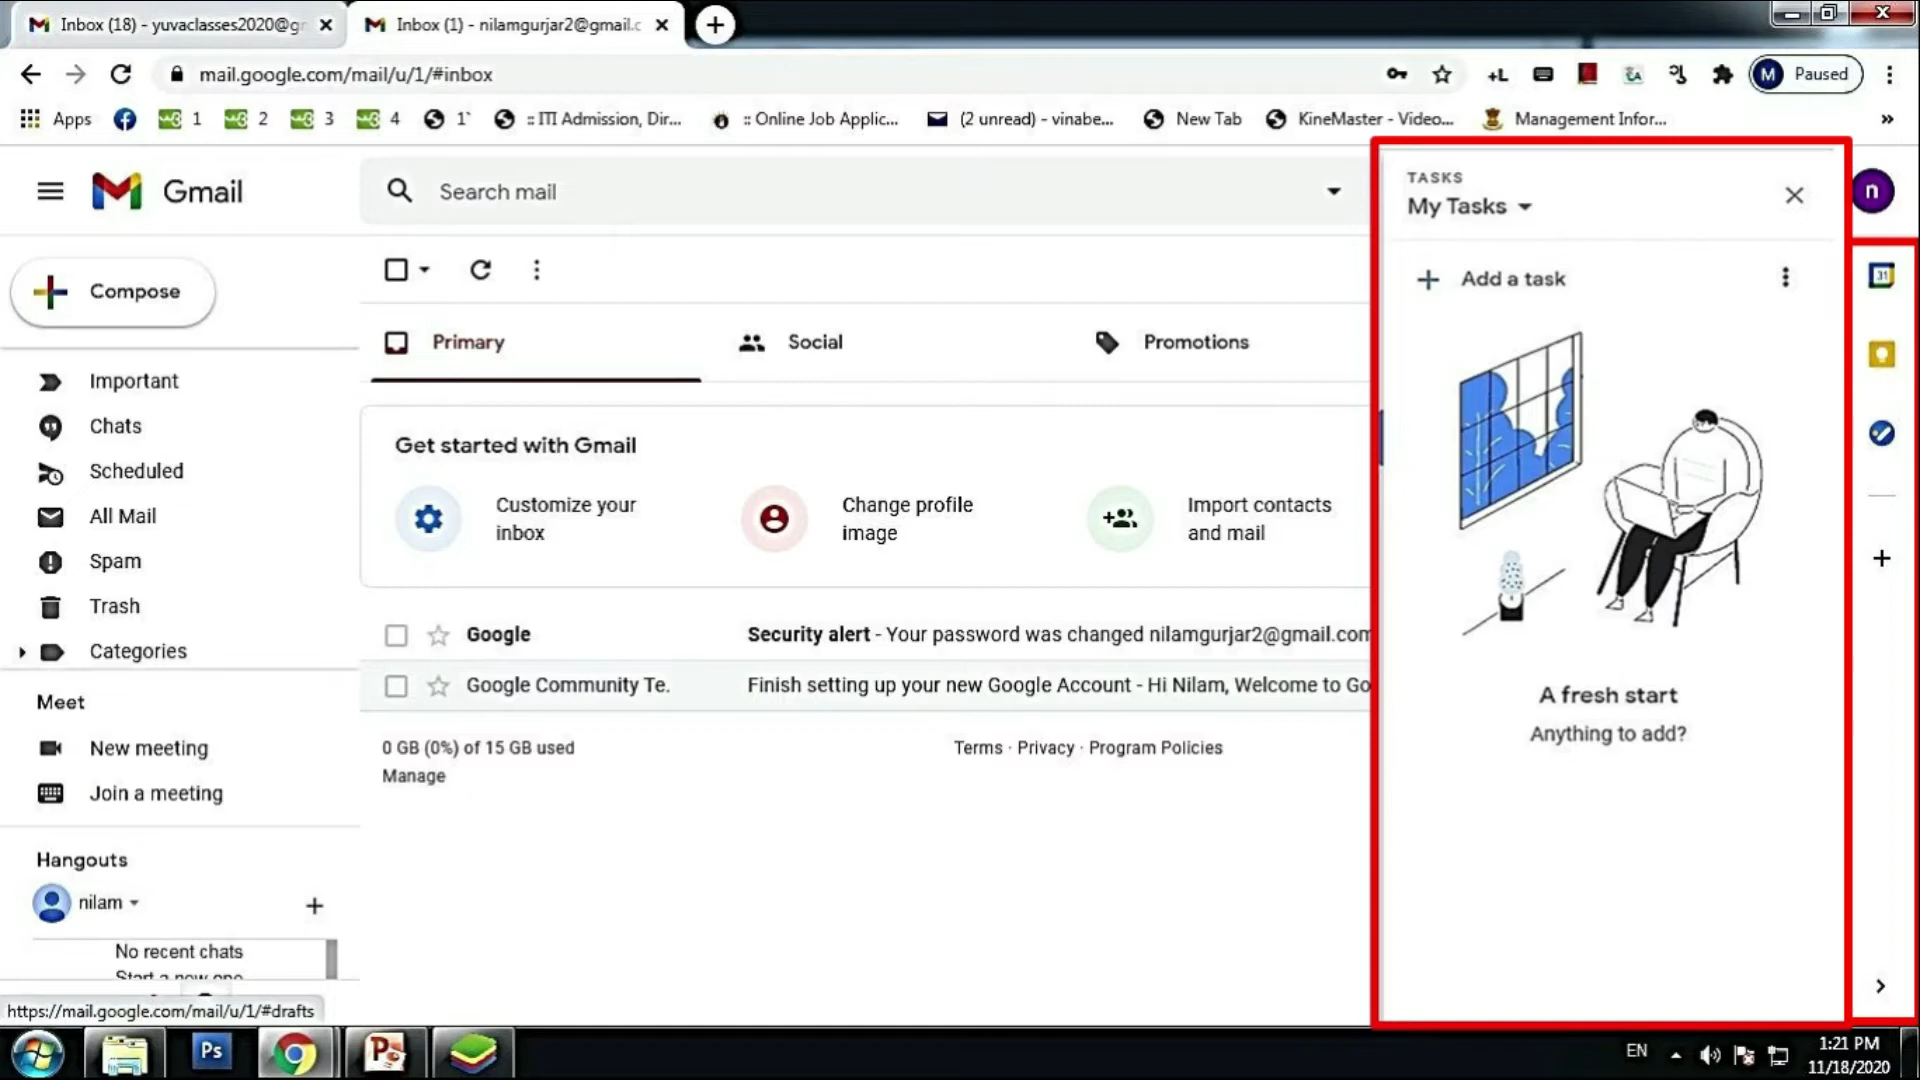 Inbox (18) - yuvaclasses2020@gr
Inbox (1) - nilamgurjar2@gmail.c
mail.google.com/mail/u/1/#inbox
+L
M Paused
Apps
1
2
3
4
1`
:: ITI Admission, Dir...
:: Online Job Applic...
(2 unread) - vinabe...
New Tab
KineMaster - Video...
Management Infor...
»
Gmail
Search mail
TASKS
My Tasks
n
Compose
Add a task
31
Primary
Social
Promotions
Important
Chats
Scheduled
All Mail
Spam
Trash
Categories
Get started with Gmail
Customize your
inbox
Change profile
image
Import contacts
and mail
Google
Security alert - Your password was changed nilamgurjar2@gmail.com
Google Community Te.
Finish setting up your new Google Account - Hi Nilam, Welcome to Go
A fresh start
Anything to add?
Meet
New meeting
Join a meeting
0 GB (0%) of 15 GB used
Manage
Terms · Privacy · Program Policies
Hangouts
nilam
No recent chats
Start a new one
https://mail.google.com/mail/u/1/#drafts
Ps
P
EN
1:21 PM
11/18/2020